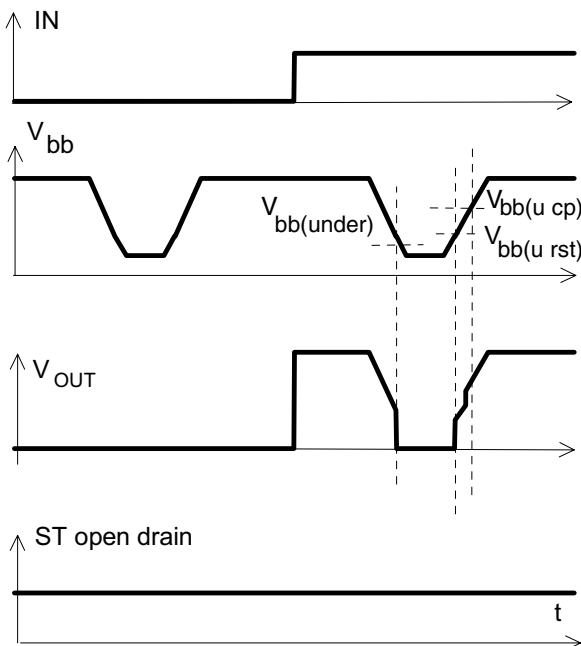 IN
V bb
V bb(under)
V bb(u cp)
V bb(u rst)
V OUT
ST open drain
t